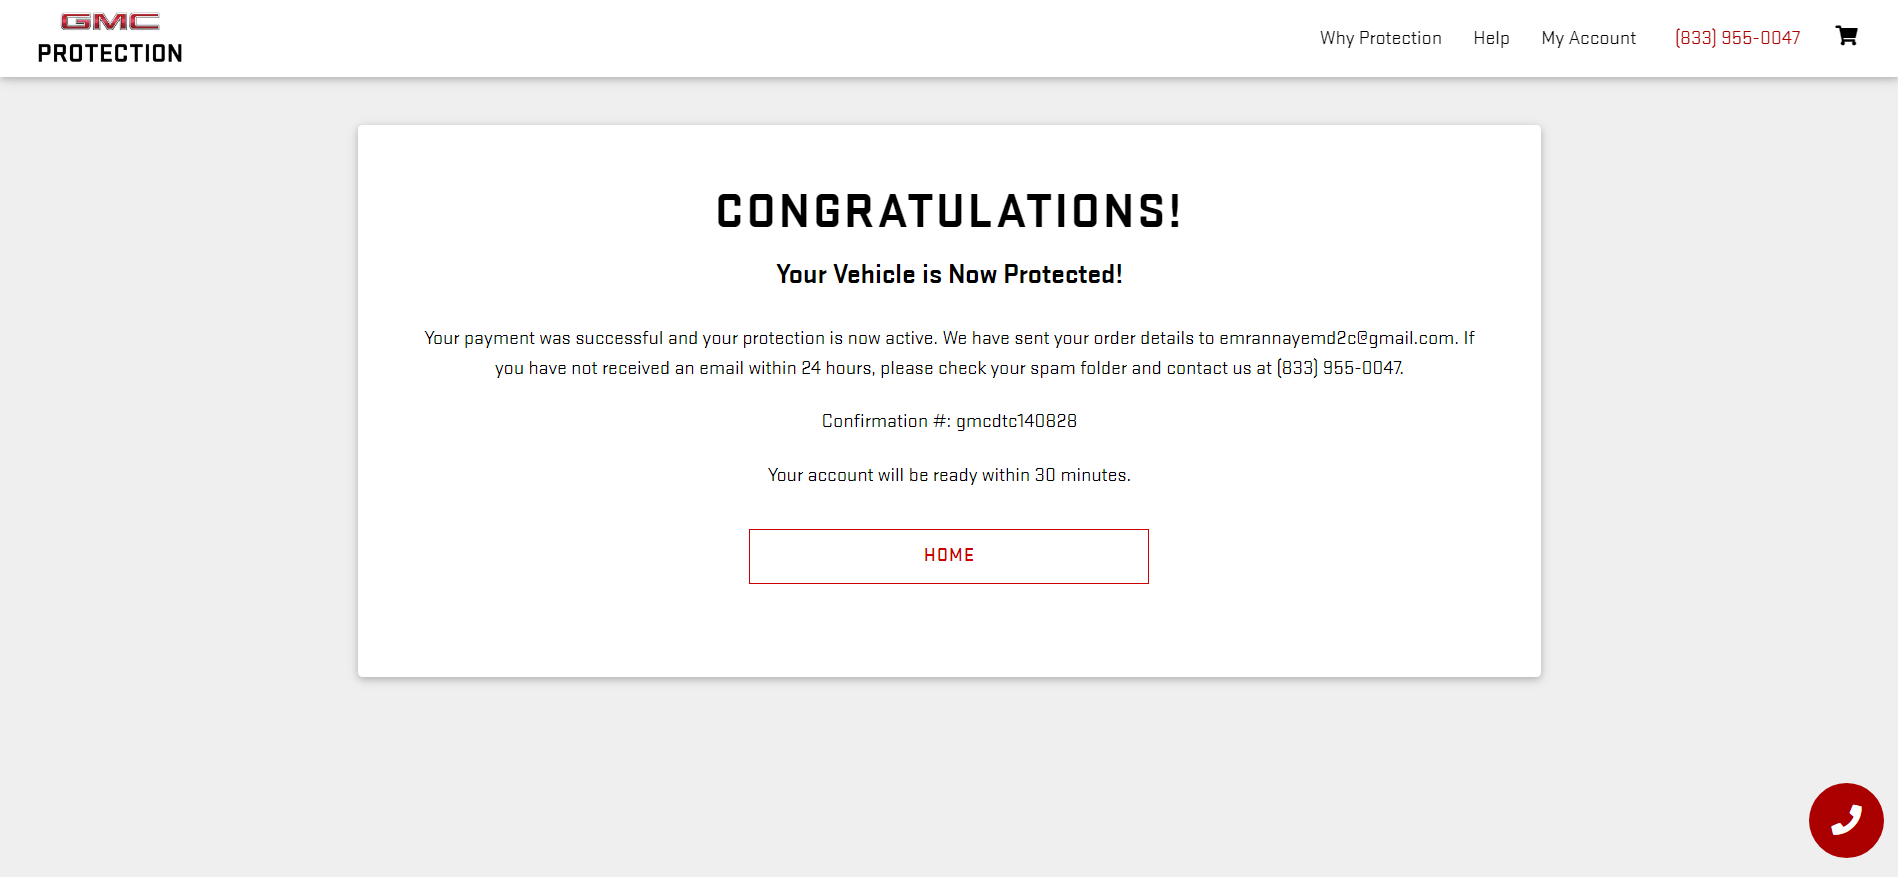 GMC
PROTECTION
Why Protection
Help
My Account
(833) 955-0047
CONGRATULATIONS!
Your Vehicle is Now Protected!
Your payment was successful and your protection is now active. We have sent your order details to emrannayemd2c@gmail.com. If
you have not received an email within 24 hours, please check your spam folder and contact us at (833) 955-0047.
Confirmation #: gmcdtc140828
Your account will be ready within 30 minutes.
HOME